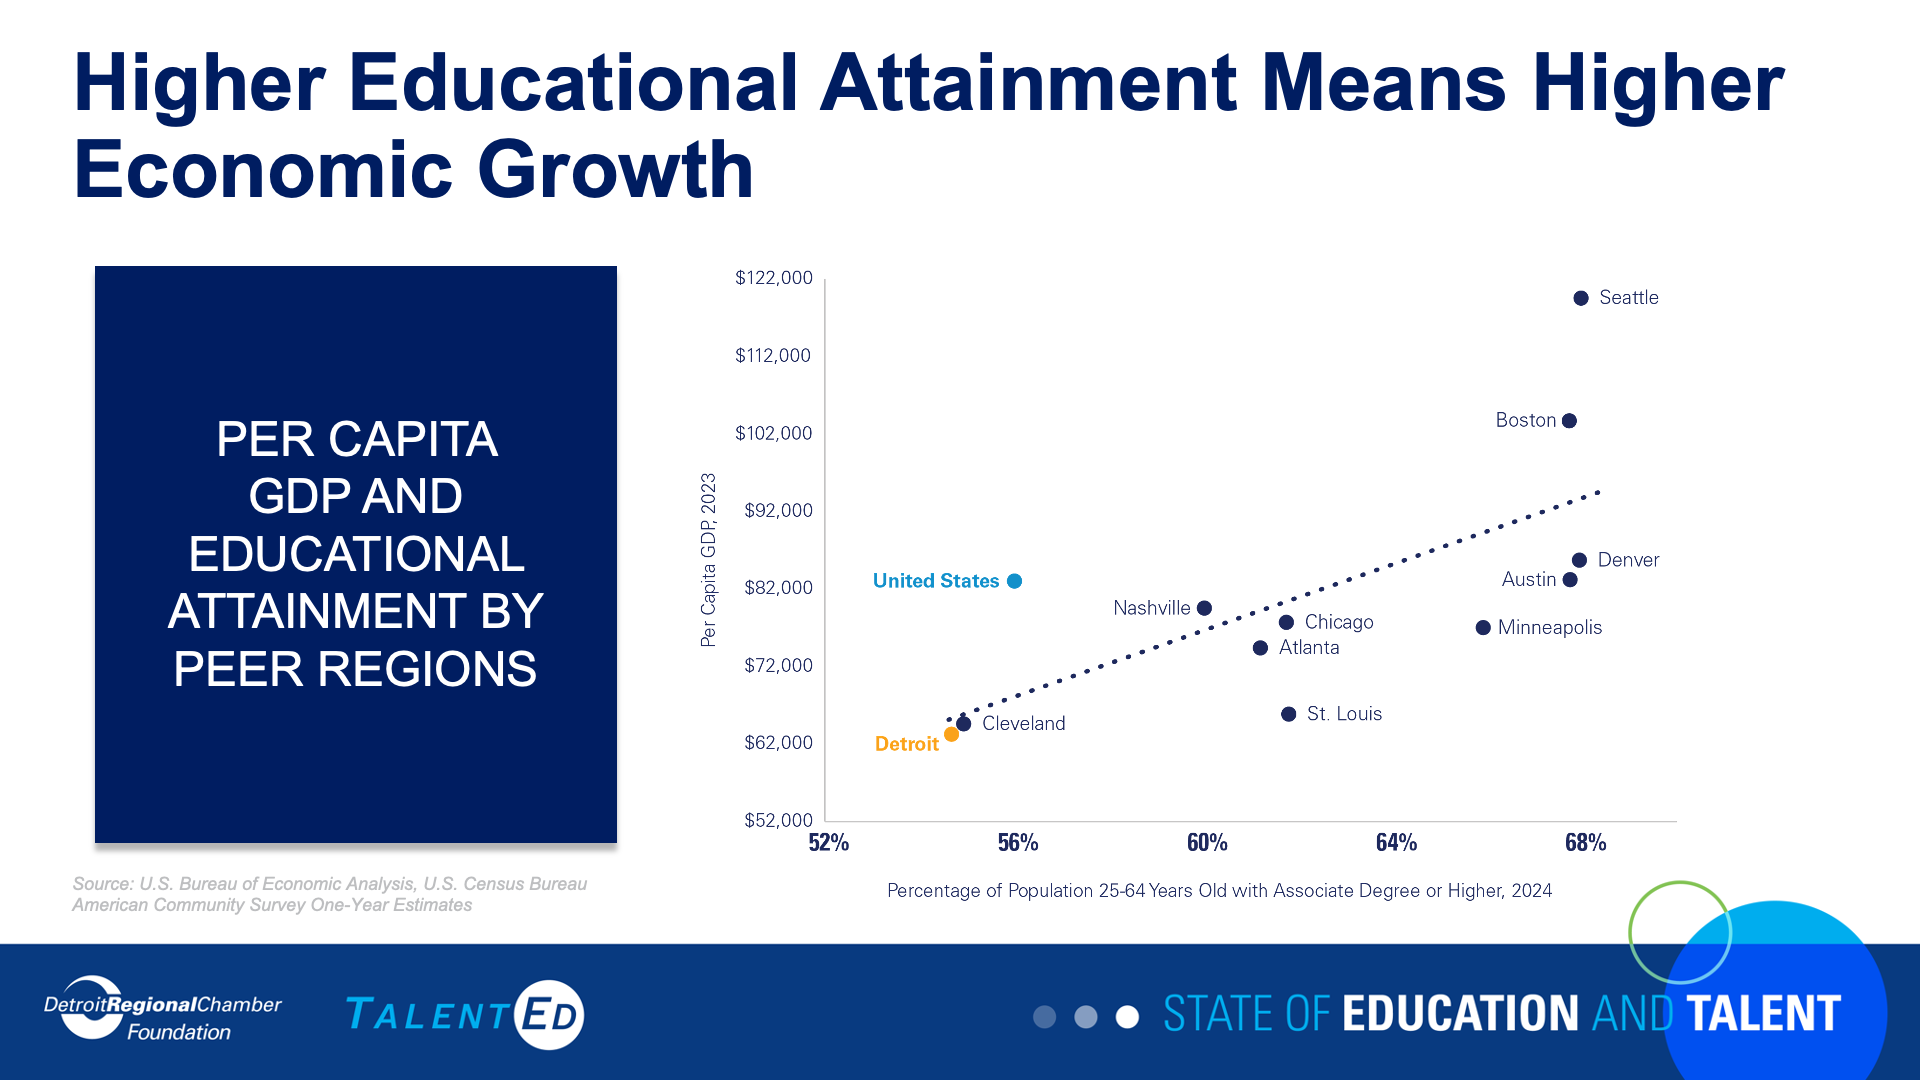 Higher Educational Attainment Means Higher
Economic Growth
PER CAPITA
GDP AND
EDUCATIONAL
ATTAINMENT BY
PEER REGIONS
Source: U.S. Bureau of Economic Analysis, U.S. Census Bureau
American Community Survey One-Year Estimates
Per Capita GDP, 2023
$122,000
$112,000
$102,000
$92,000
$82,000
$72,000
$62,000
$52,000
Seattle
Boston
Denver
Austin
United States
Nashville
Chicago
Minneapolis
Atlanta
St. Louis
Cleveland
Detroit
52%
56%
60%
64%
68%
Percentage of Population 25-64 Years Old with Associate Degree or Higher, 2024
DetroitRegionalChamber
Foundation
TALENTED
STATE OF EDUCATION AND TALENT